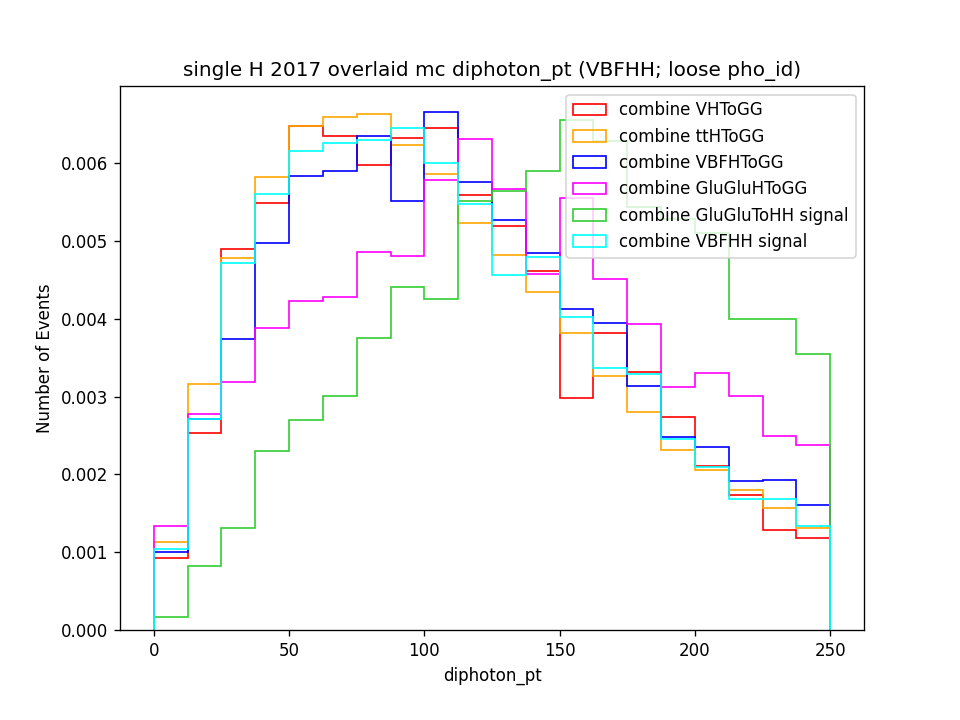 single H 2017 overlaid mc diphoton_pt (VBFHH; loose pho_id)
combine VHToGG
combine ttHToGG
combine VBFHToGG
combine GluGluHToGG
combine GluGluToHH signal
combine VBFHH signal
Number of Events
0.006
0.005
0.004
0.003
0.002
0.001
0.000
0 50 100 150 200 250
diphoton_pt